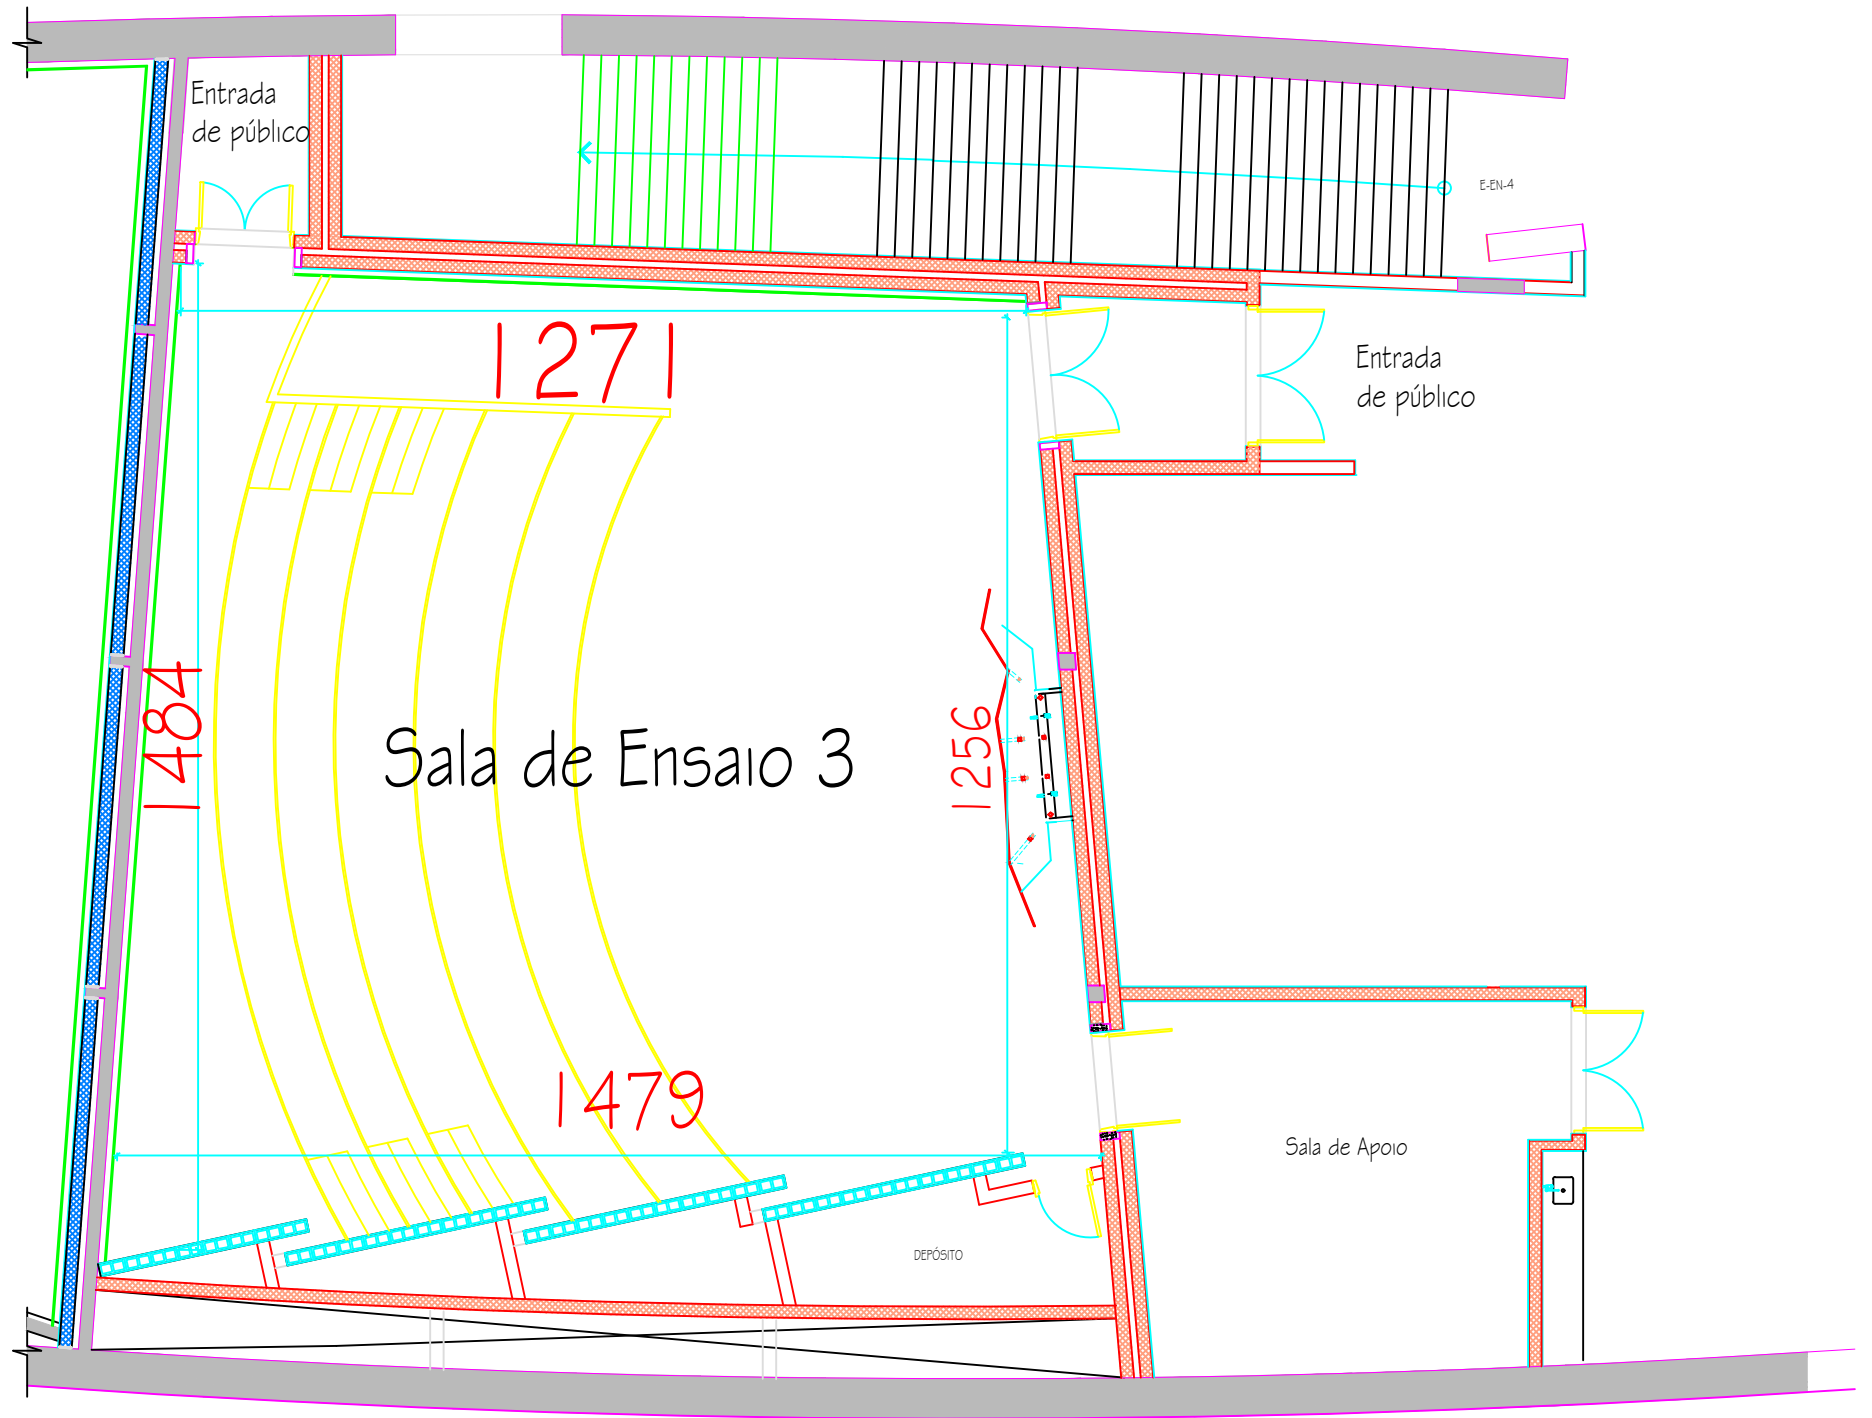 Entrada
de público
E-EN-4
1271
Entrada
de público
1484
Sala de Ensaio 3
1256
1479
Sala de Apoio
DEPÓSITO